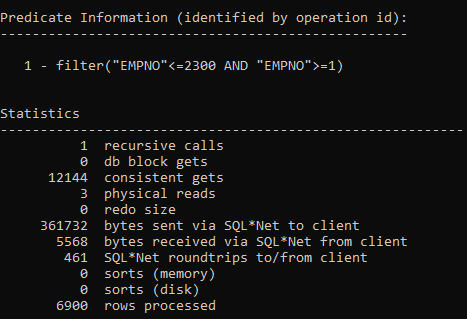 Predicate Information (identified by operation id):
---------------------------------------------------
1 - filter("EMPNO"<=2300 AND "EMPNO">=1)
Statistics
----------------------------------------------------------
1 recursive calls
0 db block gets
12144 consistent gets
3 physical reads
0 redo size
361732 bytes sent via SQL*Net to client
5568 bytes received via SQL*Net from client
461 SQL*Net roundtrips to/from client
0 sorts (memory)
0 sorts (disk)
6900 rows processed